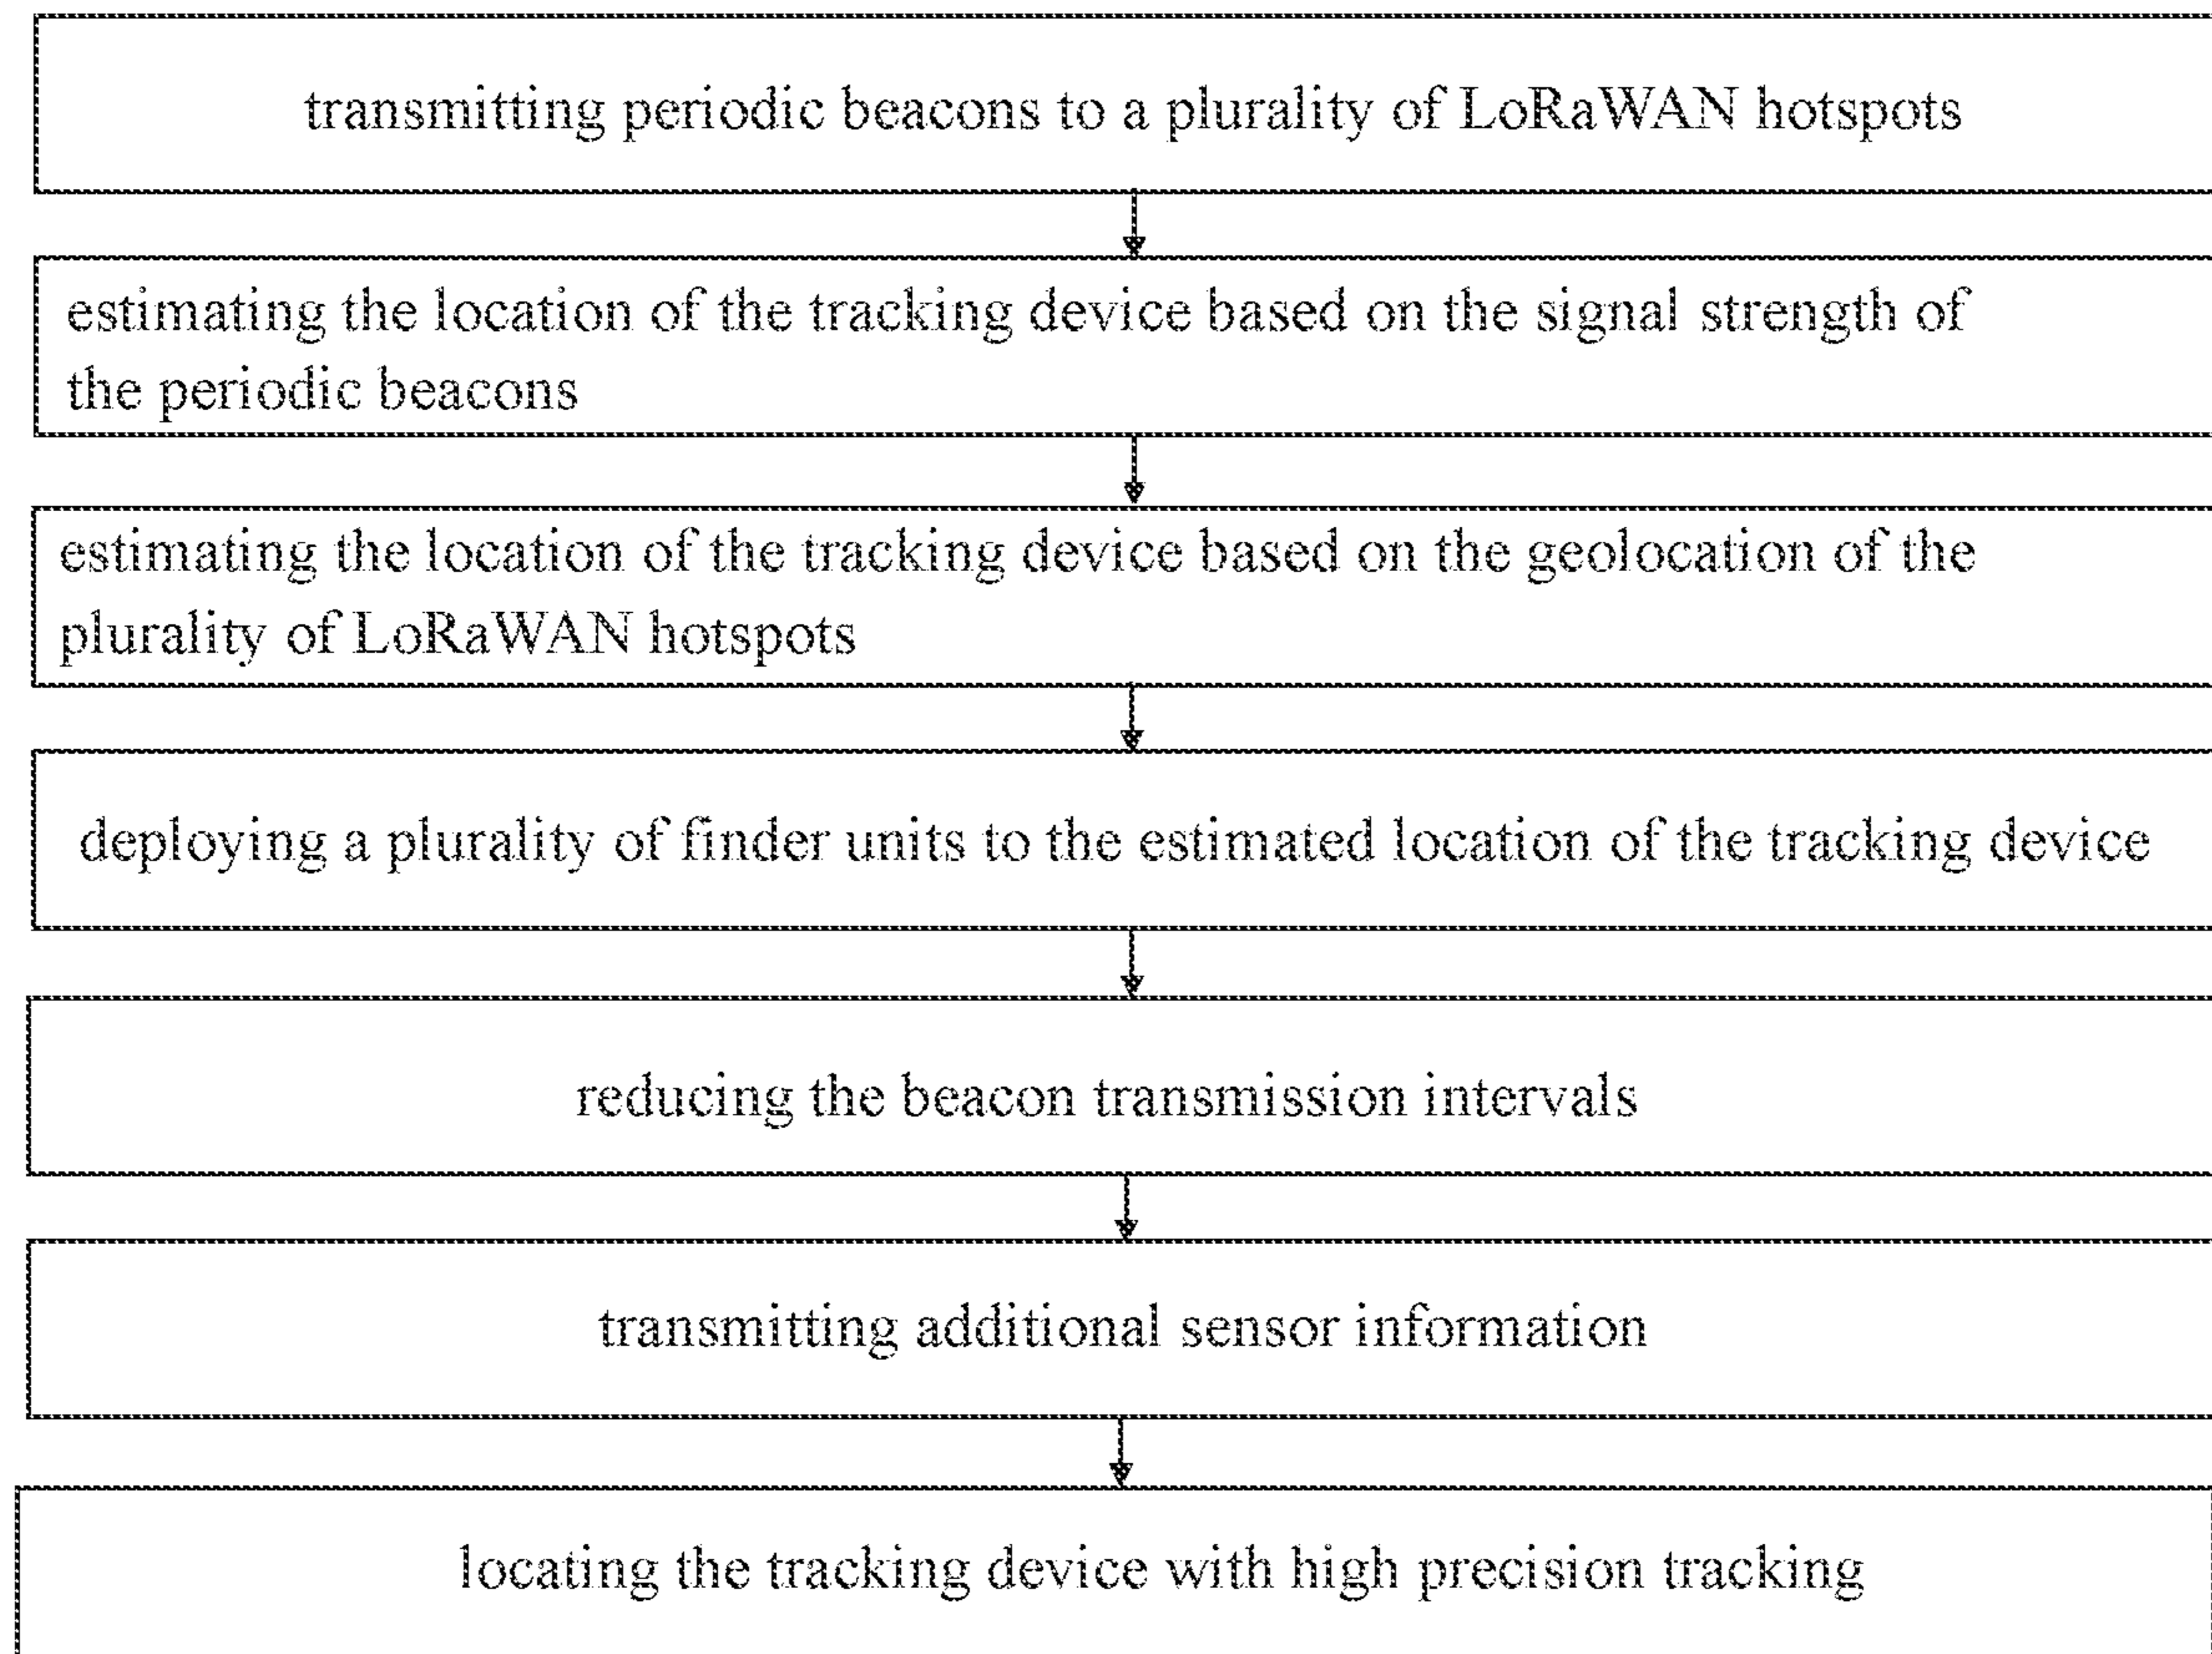 transmitting periodic beacons to a plurality of LoRaWAN hotspots
estimating the location of the tracking device based on the signal strength of
the periodic beacons
estimating the location of the tracking device based on the geolocation of the
plurality of LoRaWAN hotspots
deploying a plurality of finder units to the estimated location of the tracking device
reducing the beacon transmission intervals
transmitting additional sensor information
locating the tracking device with high precision tracking